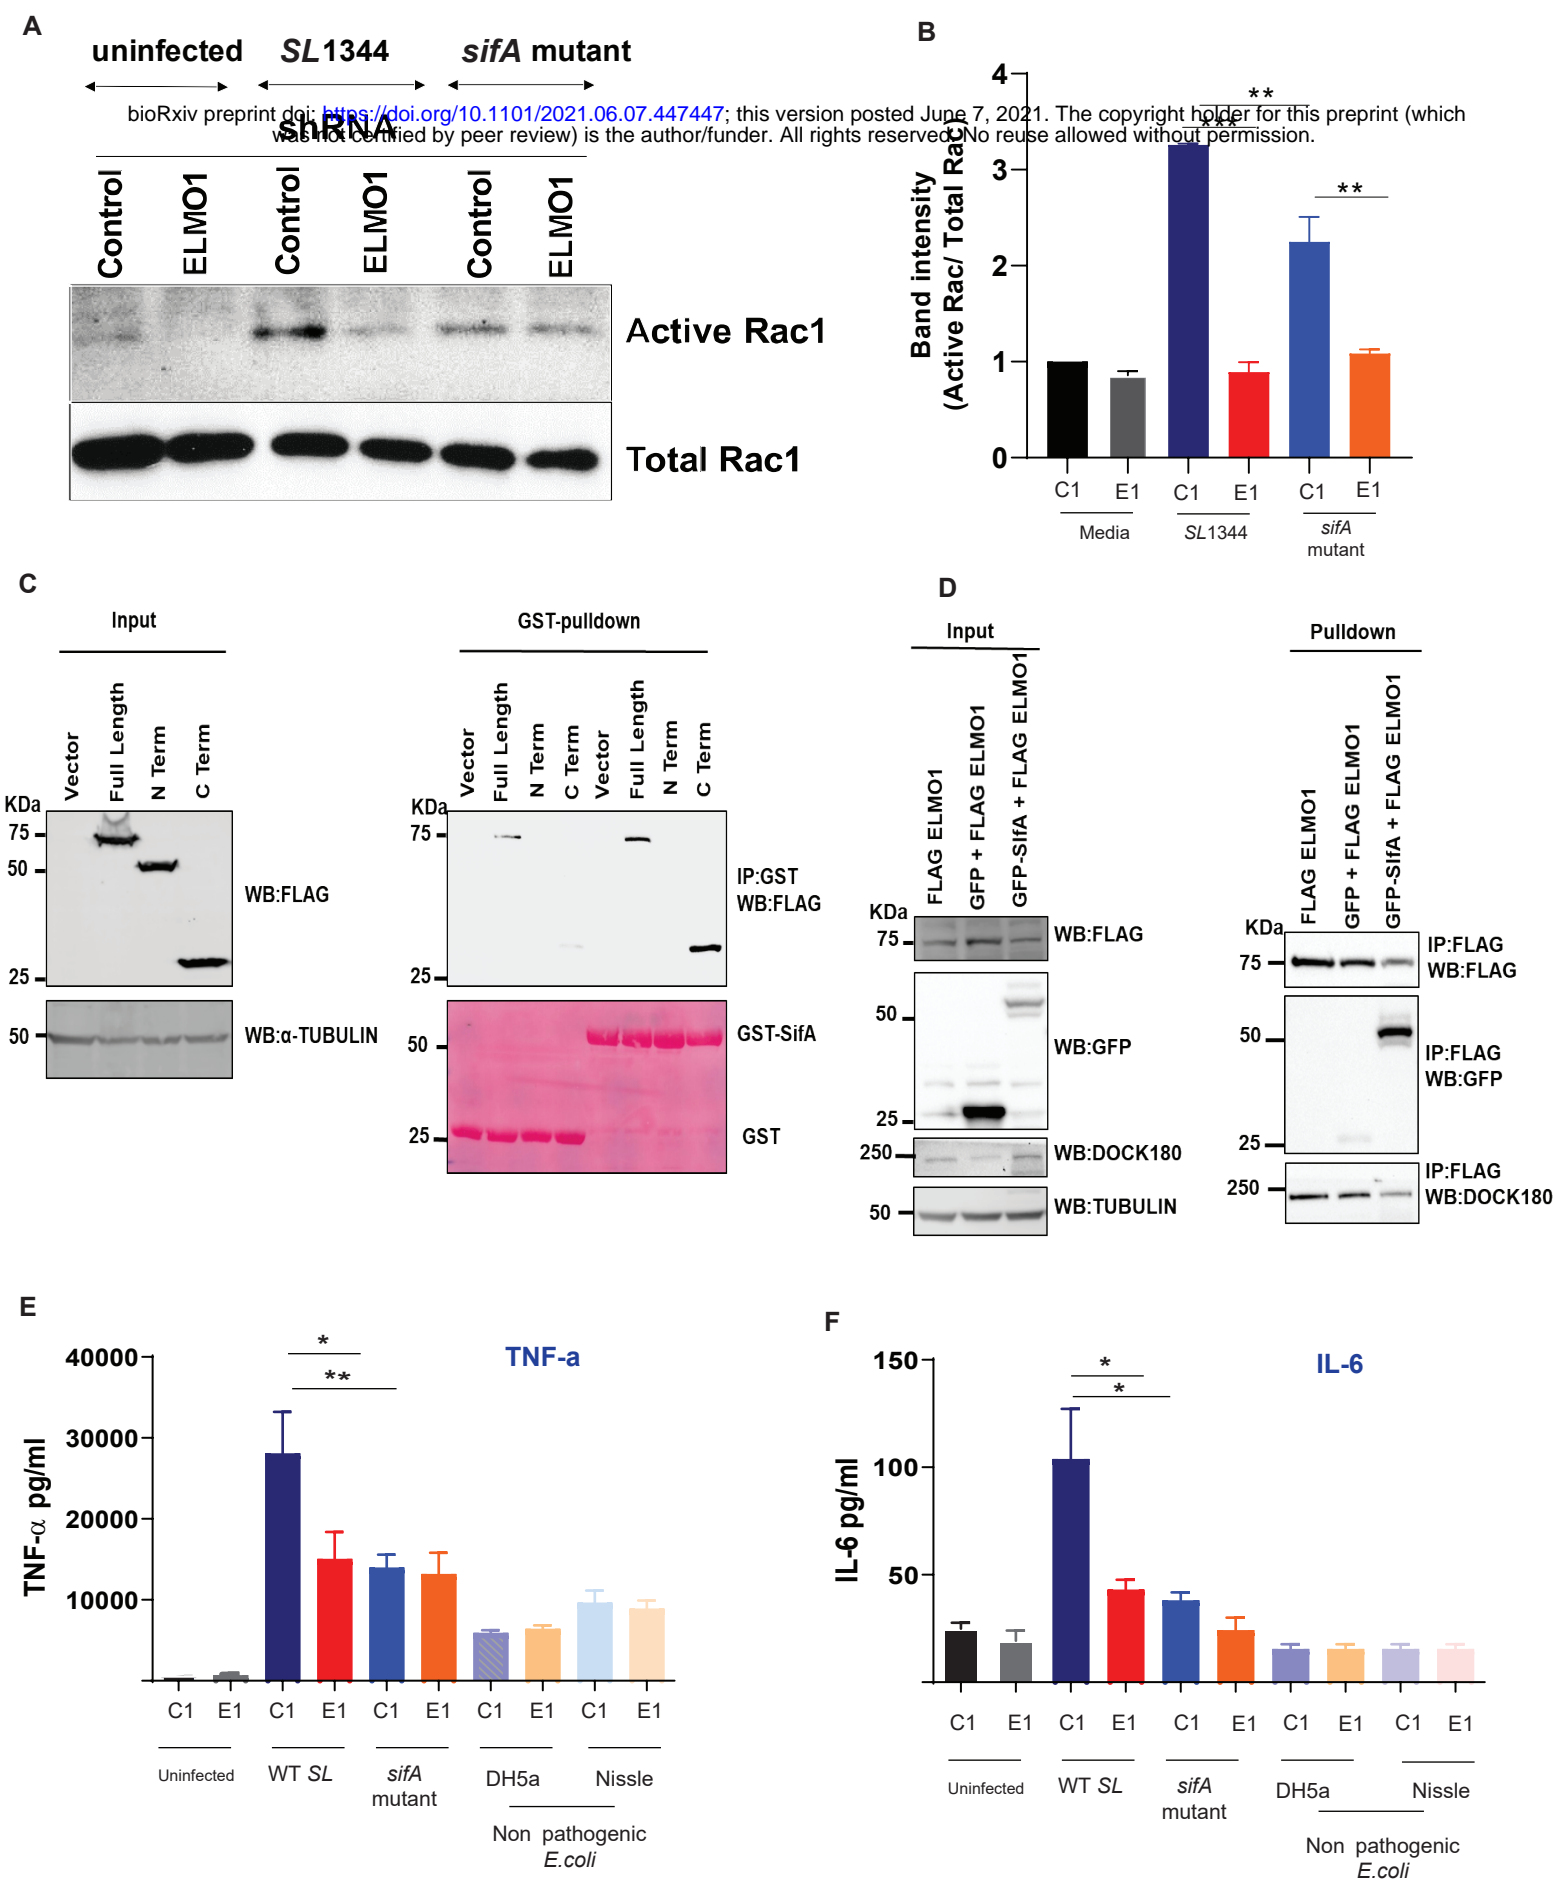 A
uninfected SL1344 sifA mutant
bioRxiv preprint doi: https://doi.org/10.1101/2021.06.07.447447; this version posted June 7, 2021. The copyright holder for this preprint (which
was not certified by peer review) is the author/funder. All rights reserved. No reuse allowed without permission.
shRNA
Control
ELMO1
Control
ELMO1
Control
ELMO1
Active Rac1
Total Rac1
B
Band intensity
(Active Rac/ Total Rac)
4
3
2
1
0
**
***
**
C1 E1 C1 E1 C1 E1
Media SL1344 sifA
mutant
C
Input
Vector
Full Length
N Term
C Term
KDa
75
50
25
WB:FLAG
50
WB:α-TUBULIN
GST-pulldown
Vector
Full Length
N Term
C Term
Vector
Full Length
N Term
C Term
KDa
75
25
IP:GST
WB:FLAG
50
25
GST-SifA
GST
D
Input
FLAG ELMO1
GFP + FLAG ELMO1
GFP-SIfA + FLAG ELMO1
KDa
75
WB:FLAG
50
25
WB:GFP
250
WB:DOCK180
50
WB:TUBULIN
Pulldown
FLAG ELMO1
GFP + FLAG ELMO1
GFP-SIfA + FLAG ELMO1
KDa
75
IP:FLAG
WB:FLAG
50
25
IP:FLAG
WB:GFP
250
IP:FLAG
WB:DOCK180
E
TNF-a
TNF-α pg/ml
40000
30000
20000
10000
*
**
C1 E1 C1 E1 C1 E1 C1 E1 C1 E1
Uninfected WT SL sifA
mutant
DH5a Nissle
Non pathogenic
E.coli
F
IL-6
IL-6 pg/ml
150
100
50
*
*
C1 E1 C1 E1 C1 E1 C1 E1 C1 E1
Uninfected WT SL sifA
mutant
DH5a Nissle
Non pathogenic
E.coli